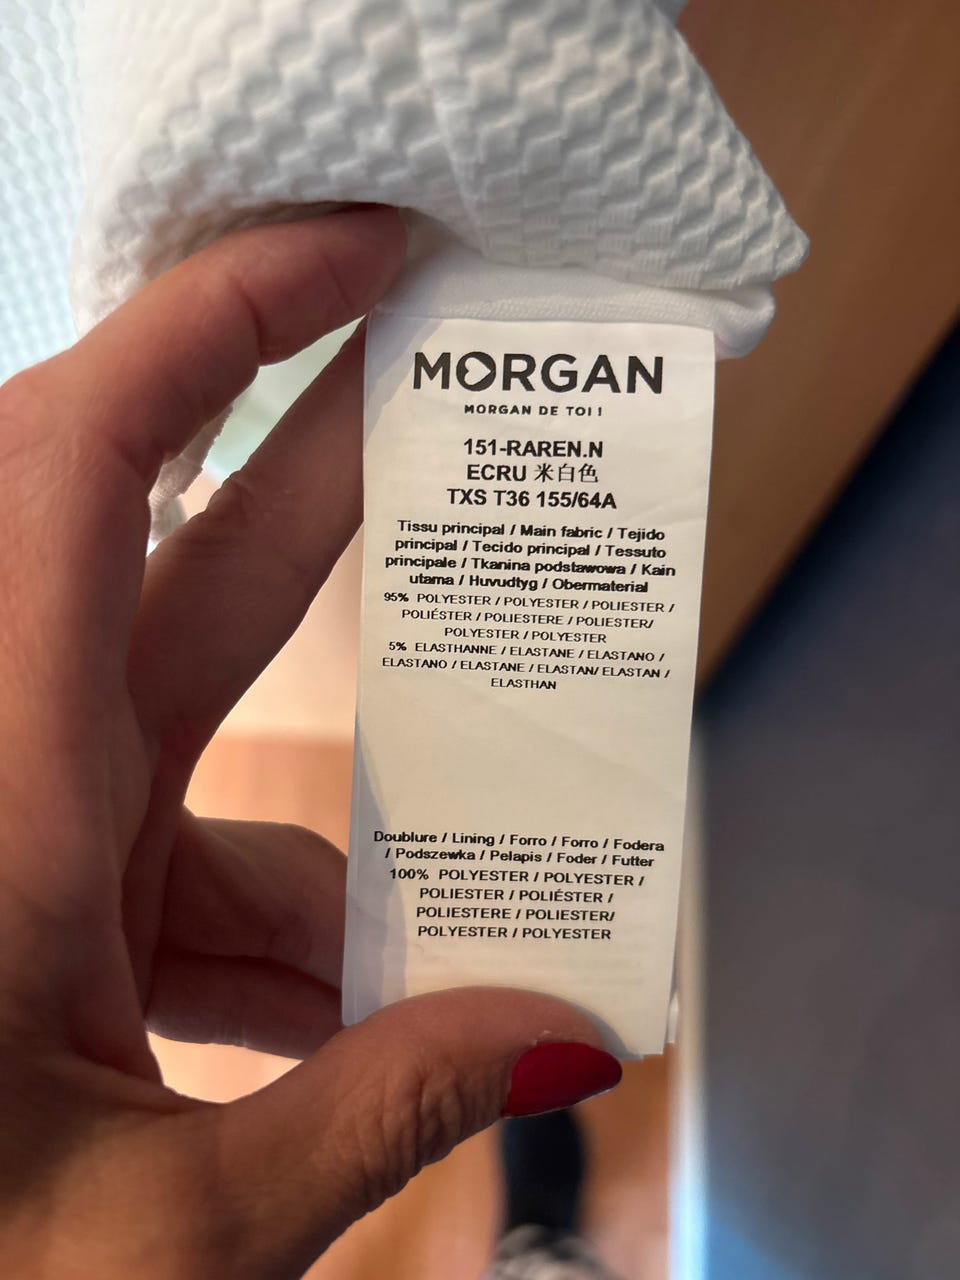 MORGAN
MORGAN DE TOI !
151-RAREN.N
ECRU 米白色
TXS T36 155/64A
Tissu principal / Main fabric / Tejido
principal / Tecido principal / Tessuto
principale / Tkanina podstawowa / Kain
utama / Huvudtyg / Obermaterial
95% POLYESTER / POLYESTER / POLIESTER /
POLIÉSTER / POLIESTERE / POLIESTER/
POLYESTER / POLYESTER
5% ELASTHANNE / ELASTANE / ELASTANO /
ELASTANO / ELASTANE / ELASTAN/ ELASTAN /
ELASTHAN
Doublure / Lining / Forro / Forro / Fodera
/ Podszewka / Pelapis / Foder / Futter
100% POLYESTER / POLYESTER /
POLIESTER / POLIÉSTER /
POLIESTERE / POLIESTER/
POLYESTER / POLYESTER